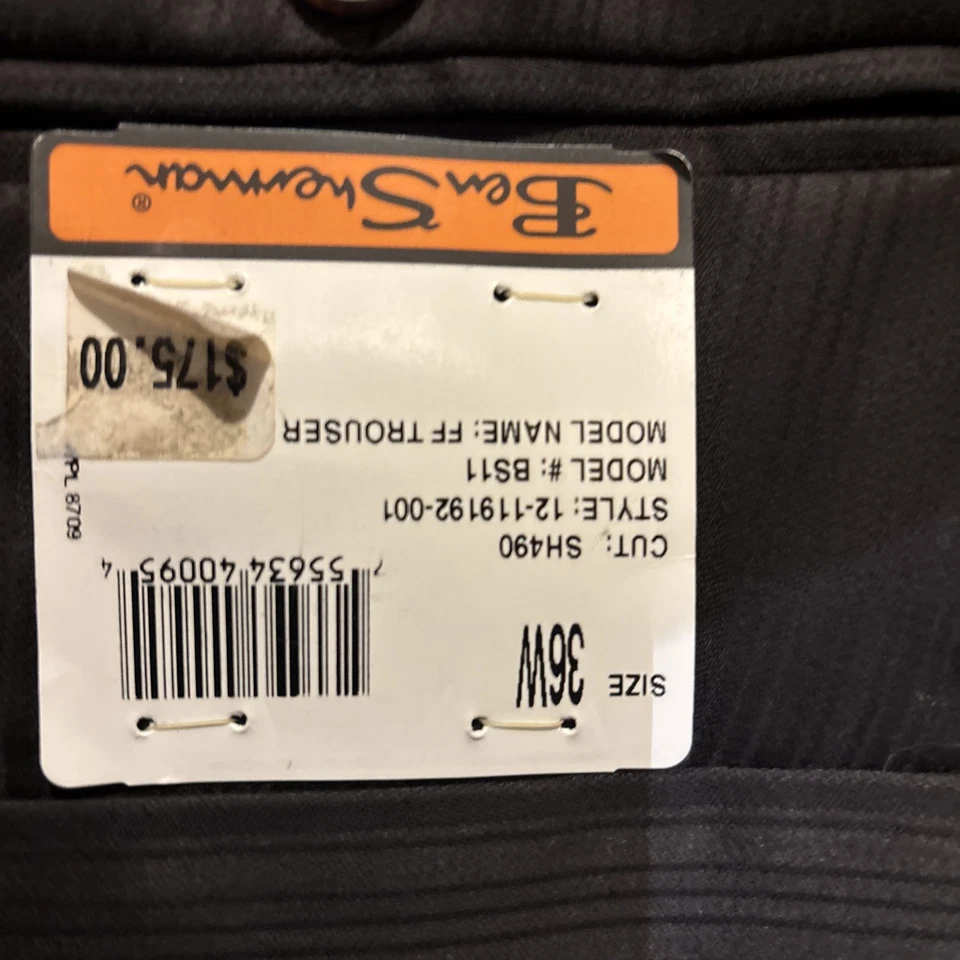 Ben Sherman®
$175.00
MODEL NAME: FF TROUSER
MODEL #: BS11
STYLE: 12-119192-001
CUT: SH490
SIZE 36W
7 55634 40095 4
PL 8709